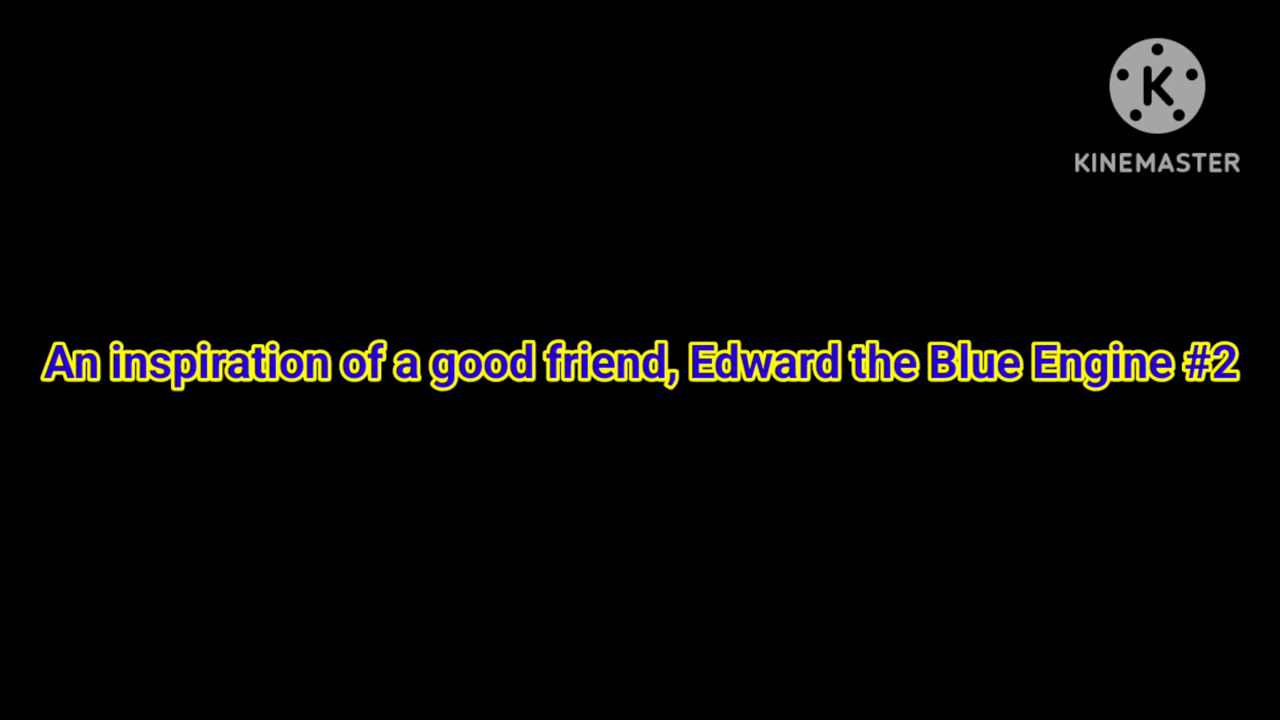 K
KINEMASTER
An inspiration of a good friend, Edward the Blue Engine #2